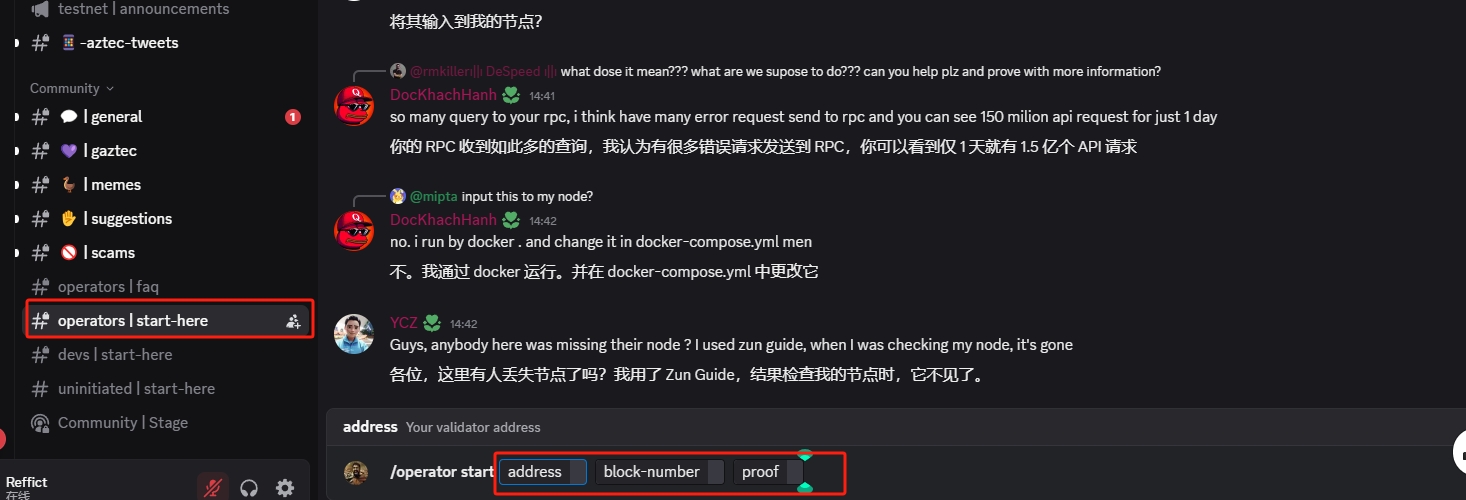 testnet | announcements
-aztec-tweets
Community
| general
1
| gaztec
| memes
| suggestions
| scams
operators | faq
operators | start-here
devs | start-here
uninitiated | start-here
Community | Stage
Reffict
在线
将其输入到我的节点？
@rmkillerı||ı DeSpeed ı||ı what dose it mean??? what are we supose to do??? can you help plz and prove with more information?
DocKhachHanh 14:41
so many query to your rpc, i think have many error request send to rpc and you can see 150 milion api request for just 1 day
你的 RPC 收到如此多的查询，我认为有很多错误请求发送到 RPC，你可以看到仅 1 天就有 1.5 亿个 API 请求
@mipta input this to my node?
DocKhachHanh 14:42
no. i run by docker . and change it in docker-compose.yml men
不。我通过 docker 运行。并在 docker-compose.yml 中更改它
YCZ 14:42
Guys, anybody here was missing their node ? I used zun guide, when I was checking my node, it's gone
各位，这里有人丢失节点了吗？我用了 Zun Guide，结果检查我的节点时，它不见了。
address Your validator address
/operator start address block-number proof